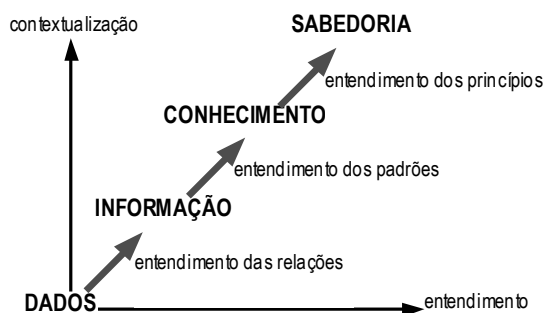 contextualização
SABEDORIA
entendimento dos princípios
CONHECIMENTO
entendimento dos padrões
INFORMAÇÃO
entendimento das relações
DADOS
entendimento